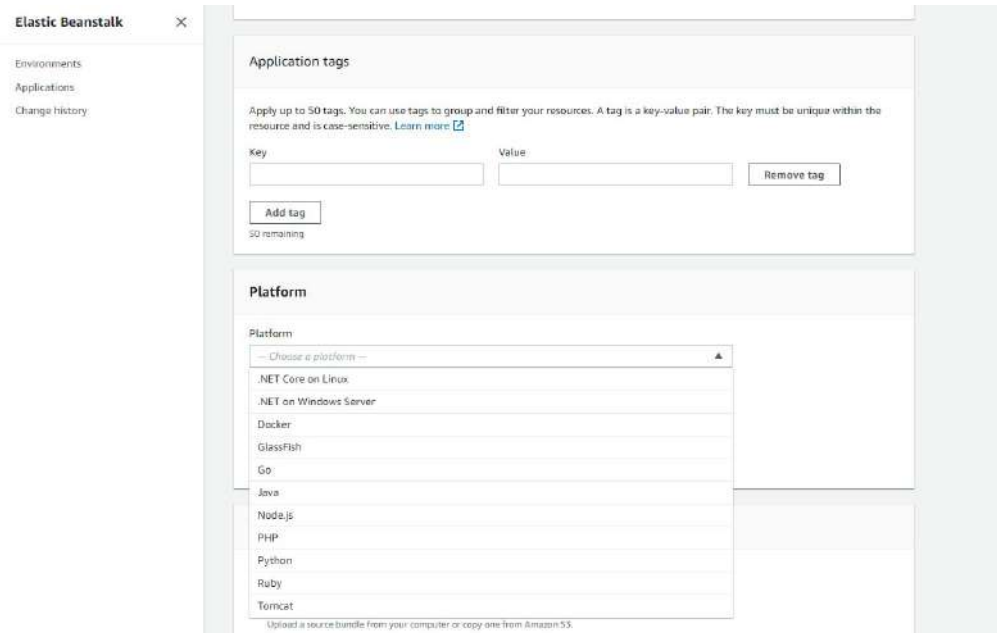 Elastic Beanstalk
Environments
Applications
Change history
Application tags
Apply up to 50 tags. You can use tags to group and filter your resources. A tag is a key-value pair. The key must be unique within the
resource and is case-sensitive. Learn more
Key Value
Remove tag
Add tag
50 remaining
Platform
Platform
-- Choose a platform --
.NET Core on Linux
.NET on Windows Server
Docker
GlassFish
Go
Java
Node.js
PHP
Python
Ruby
Tomcat
Upload a source bundle from your computer or copy one from Amazon S3.